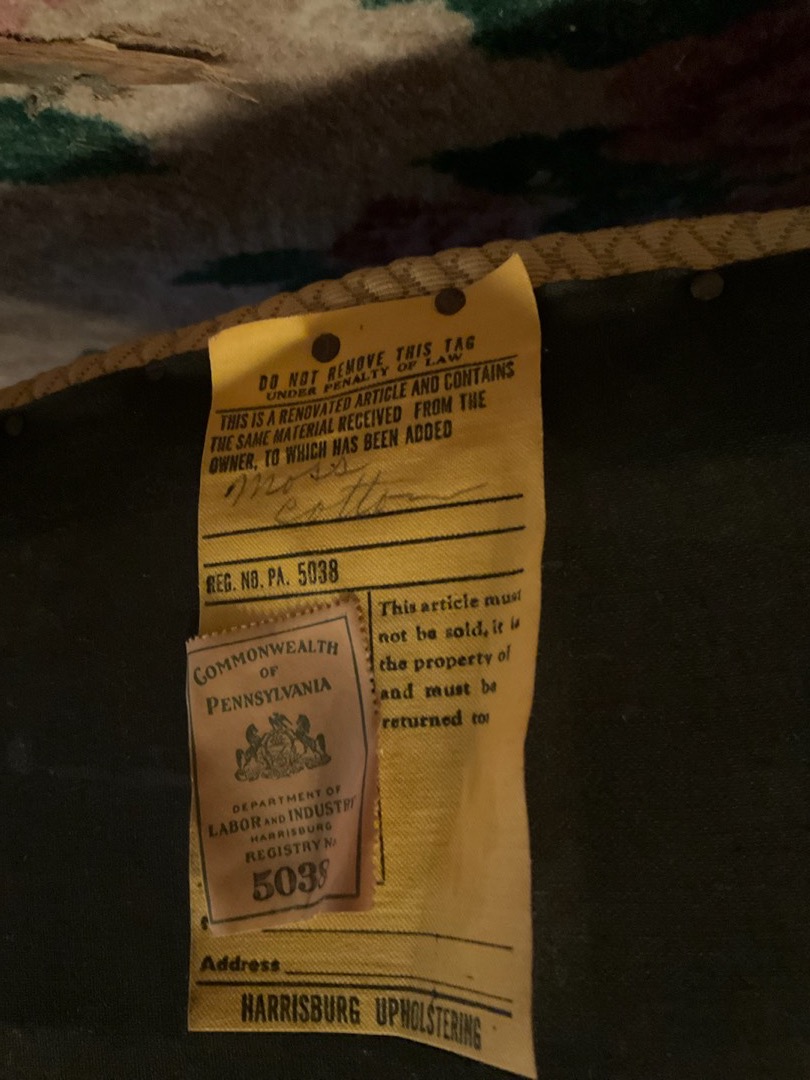 DO NOT REMOVE THIS TAG
UNDER PENALTY OF LAW
THIS IS A RENOVATED ARTICLE AND CONTAINS
THE SAME MATERIAL RECEIVED FROM THE
OWNER, TO WHICH HAS BEEN ADDED
Moss
Cotton
REG. NO. PA. 5038
This article must
not be sold, it is
the property of
and must be
returned to:
COMMONWEALTH
OF
PENNSYLVANIA
DEPARTMENT OF
LABOR AND INDUSTRY
HARRISBURG
REGISTRY No
5038
Address
HARRISBURG UPHOLSTERING